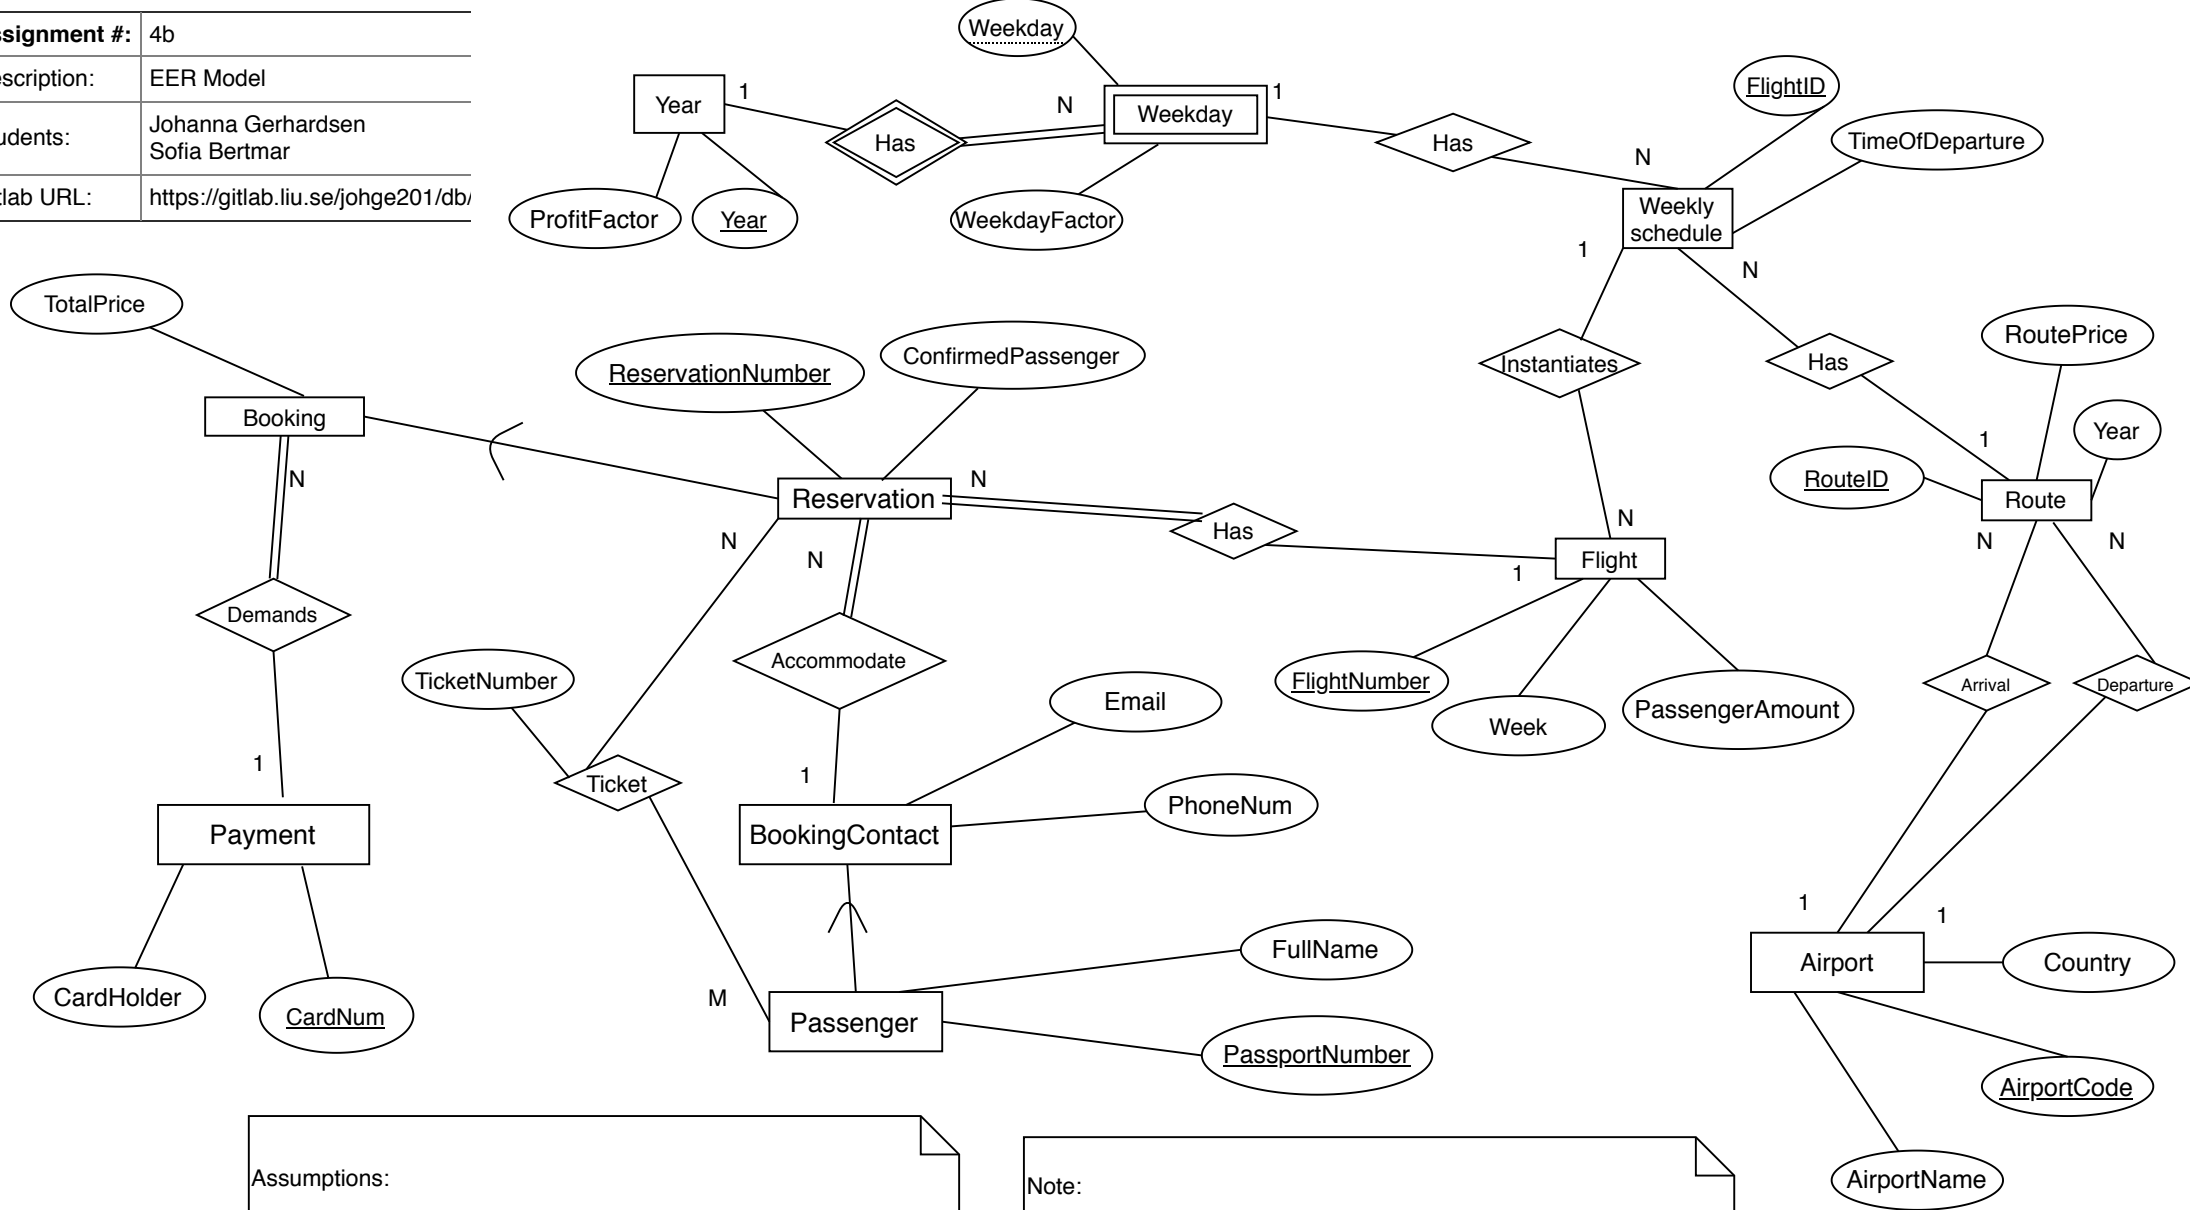 ssignment #: 4b
escription: EER Model
udents: Johanna Gerhardsen
Sofia Bertmar
tlab URL: https://gitlab.liu.se/johge201/db/
Weekday
Year
1
Has
N
Weekday
1
Has
N
FlightID
TimeOfDeparture
ProfitFactor
Year
WeekdayFactor
Weekly
schedule
1
N
TotalPrice
ReservationNumber
ConfirmedPassenger
Instantiates
Has
RoutePrice
Year
Booking
N
Reservation
N
Has
1
RouteID
Route
N
N
N
N
N
Flight
1
Demands
Accommodate
TicketNumber
Email
FlightNumber
Week
PassengerAmount
Arrival
Departure
1
Ticket
1
PhoneNum
Payment
BookingContact
1
1
CardHolder
CardNum
M
FullName
Passenger
PassportNumber
Airport
Country
AirportCode
AirportName
Assumptions:
Note: